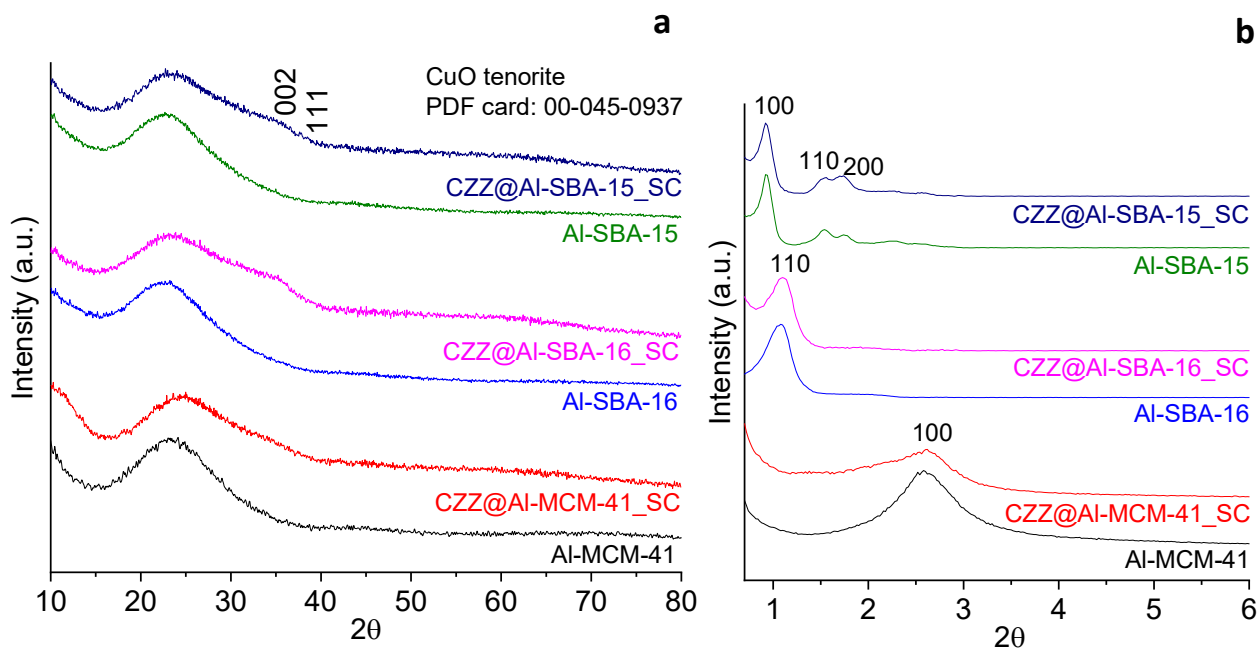 a
002
111
CuO tenorite
PDF card: 00-045-0937
CZZ@Al-SBA-15_SC
Al-SBA-15
CZZ@Al-SBA-16_SC
Al-SBA-16
CZZ@Al-MCM-41_SC
Al-MCM-41
Intensity (a.u.)
10 20 30 40 50 60 70 80
2θ
b
100
110 200
CZZ@Al-SBA-15_SC
Al-SBA-15
110
CZZ@Al-SBA-16_SC
Al-SBA-16
100
CZZ@Al-MCM-41_SC
Al-MCM-41
Intensity (a.u.)
1 2 3 4 5 6
2θ